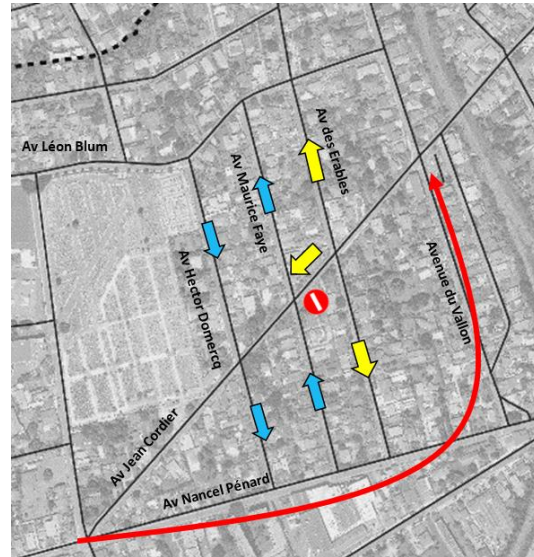 Av Léon Blum
Av Maurice Faye
Av des Erables
Av Hector Domercq
Avenue du Vallon
Av Jean Cordier
Av Nancel Pénard